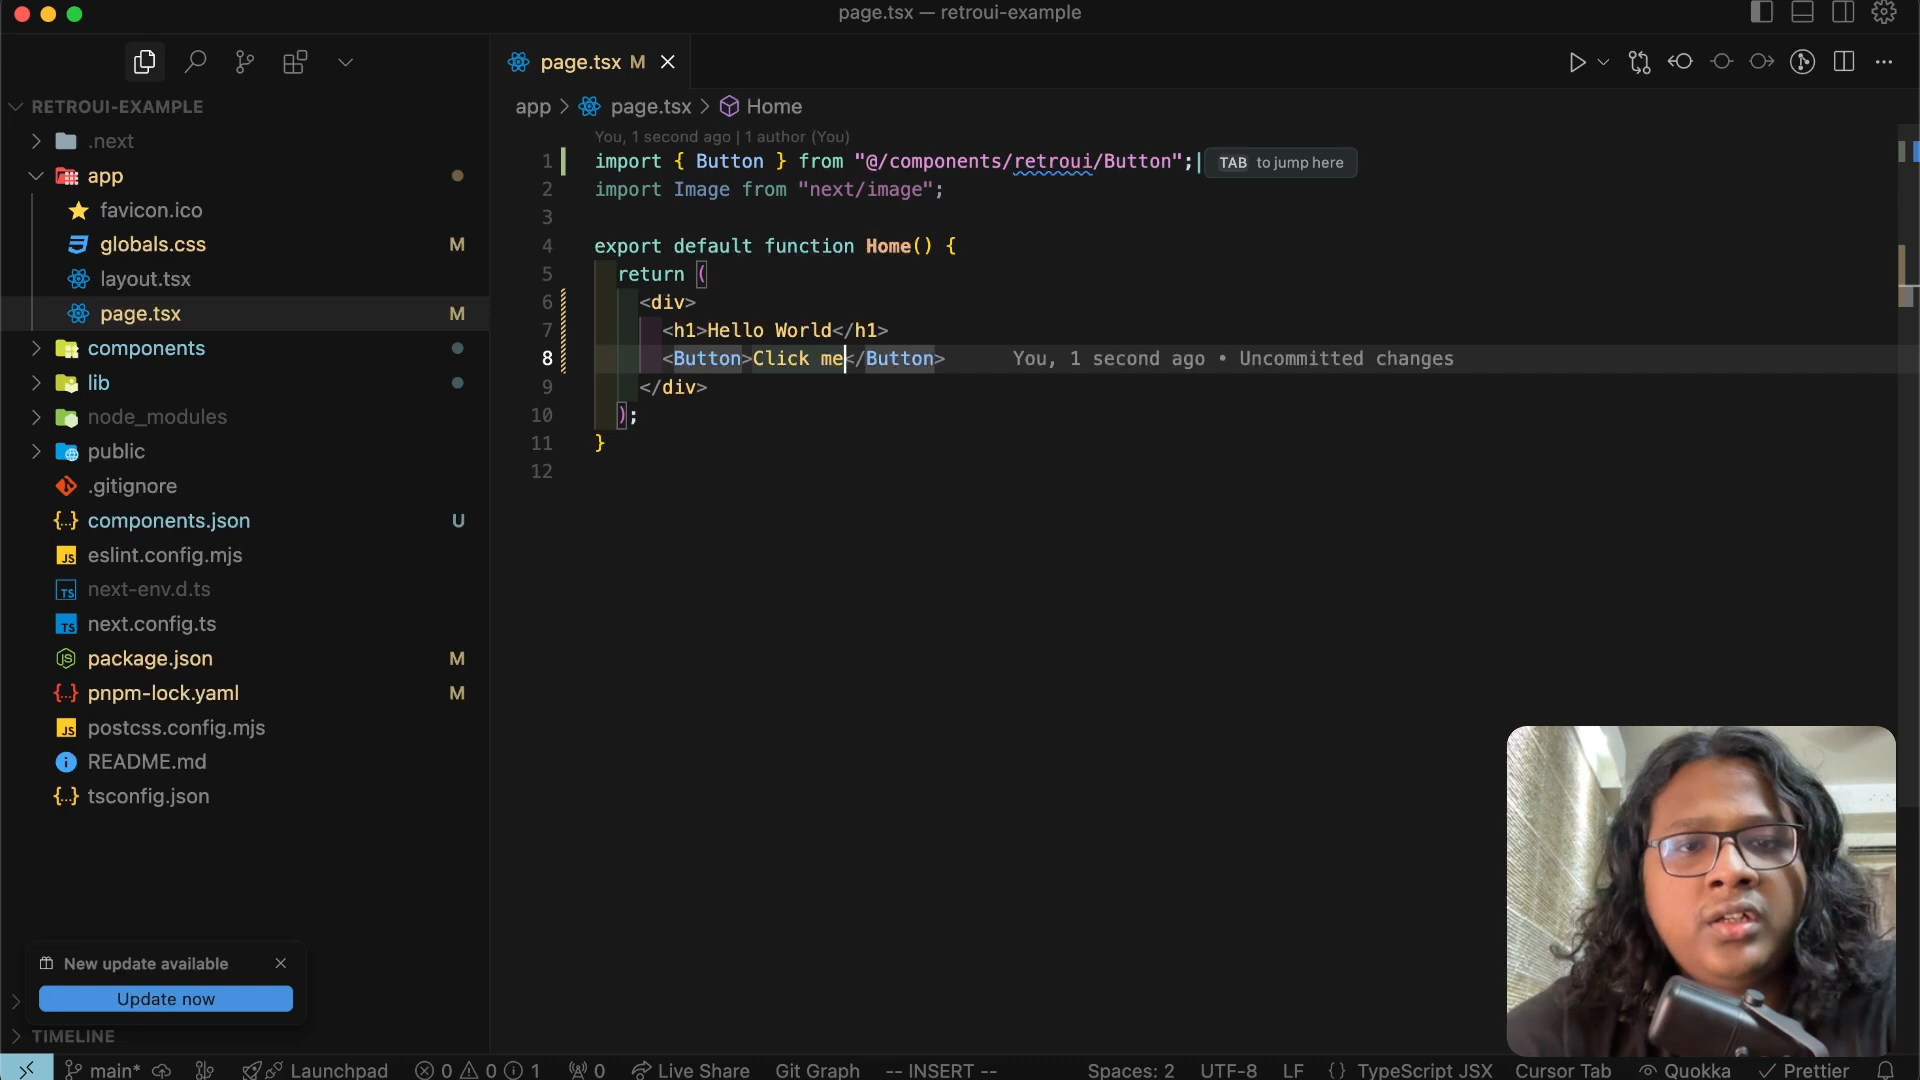 page.tsx — retroui-example
page.tsx M
RETROUI-EXAMPLE
.next
app
favicon.ico
globals.css M
layout.tsx
page.tsx M
components
lib
node_modules
public
.gitignore
components.json U
eslint.config.mjs
next-env.d.ts
next.config.ts
package.json M
pnpm-lock.yaml M
postcss.config.mjs
README.md
tsconfig.json
New update available
Update now
TIMELINE
app > page.tsx > Home
You, 1 second ago | 1 author (You)
1 import { Button } from "@/components/retroui/Button"; TAB to jump here
2 import Image from "next/image";
3
4 export default function Home() {
5 return (
6 <div>
7 <h1>Hello World</h1>
8 <Button>Click me</Button> You, 1 second ago • Uncommitted changes
9 </div>
10 );
11 }
12
main* Launchpad 0 0 1 0 Live Share Git Graph -- INSERT -- Spaces: 2 UTF-8 LF {} TypeScript JSX Cursor Tab Quokka Prettier